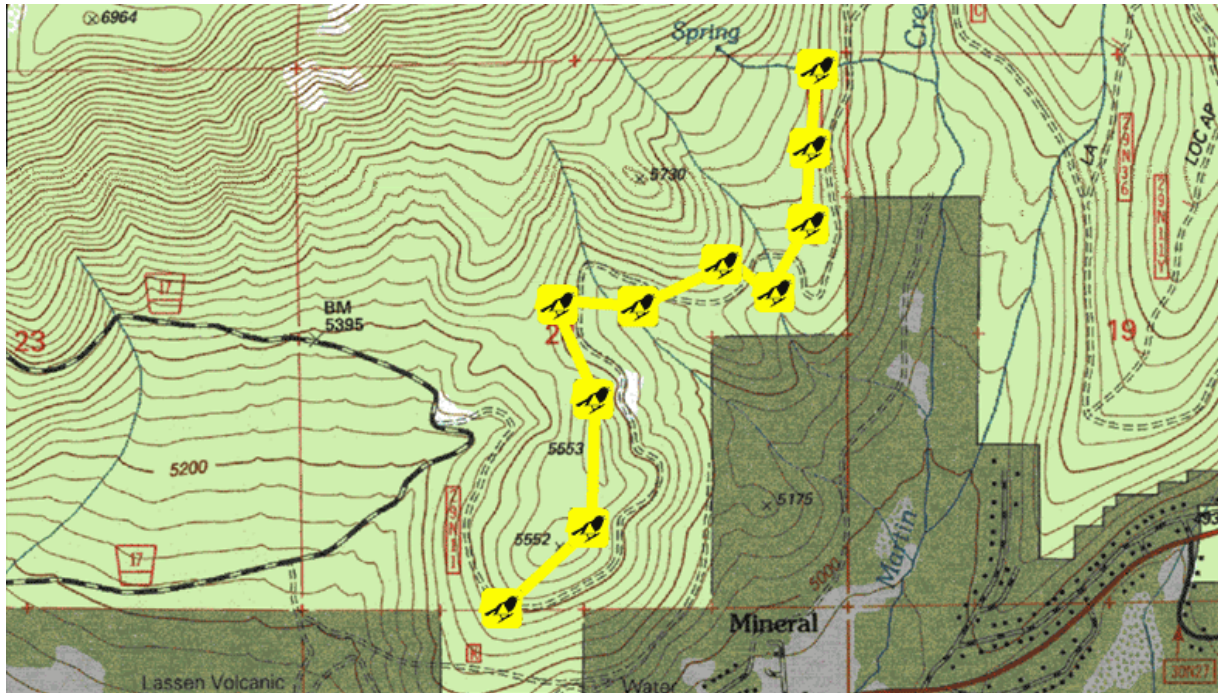 6964
Spring
Cre
C
29N36
LA
LOC AP
29N11Y
5730
17
BM
5395
23
2
19
5553
5200
29N11
5175
5552
17
5000
Martin
Mineral
Lassen Volcanic
Water
30N27